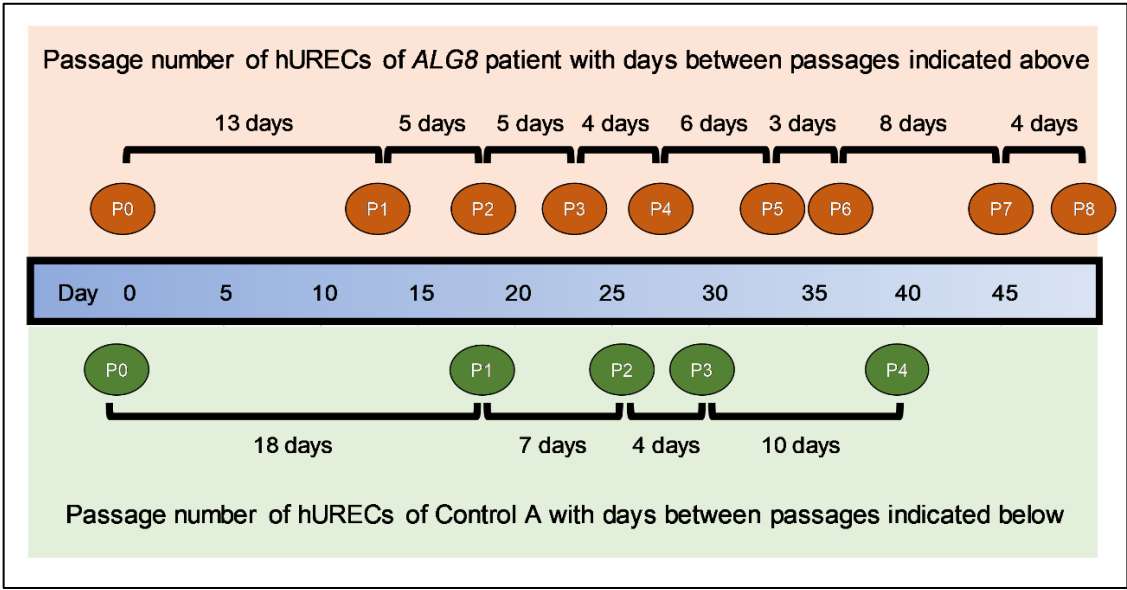 Passage number of hURECs of ALG8 patient with days between passages indicated above
13 days 5 days 5 days 4 days 6 days 3 days 8 days 4 days
P0 P1 P2 P3 P4 P5 P6 P7 P8
Day 0 5 10 15 20 25 30 35 40 45
P0 P1 P2 P3 P4
18 days 7 days 4 days 10 days
Passage number of hURECs of Control A with days between passages indicated below